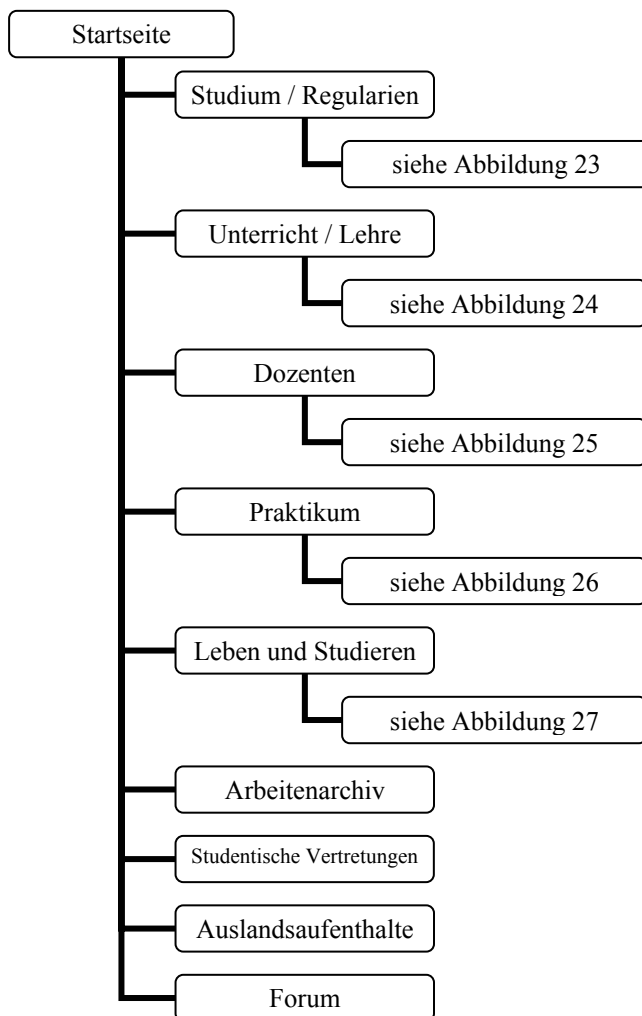 Startseite
Studium / Regularien
siehe Abbildung 23
Unterricht / Lehre
siehe Abbildung 24
Dozenten
siehe Abbildung 25
Praktikum
siehe Abbildung 26
Leben und Studieren
siehe Abbildung 27
Arbeitenarchiv
Studentische Vertretungen
Auslandsaufenthalte
Forum